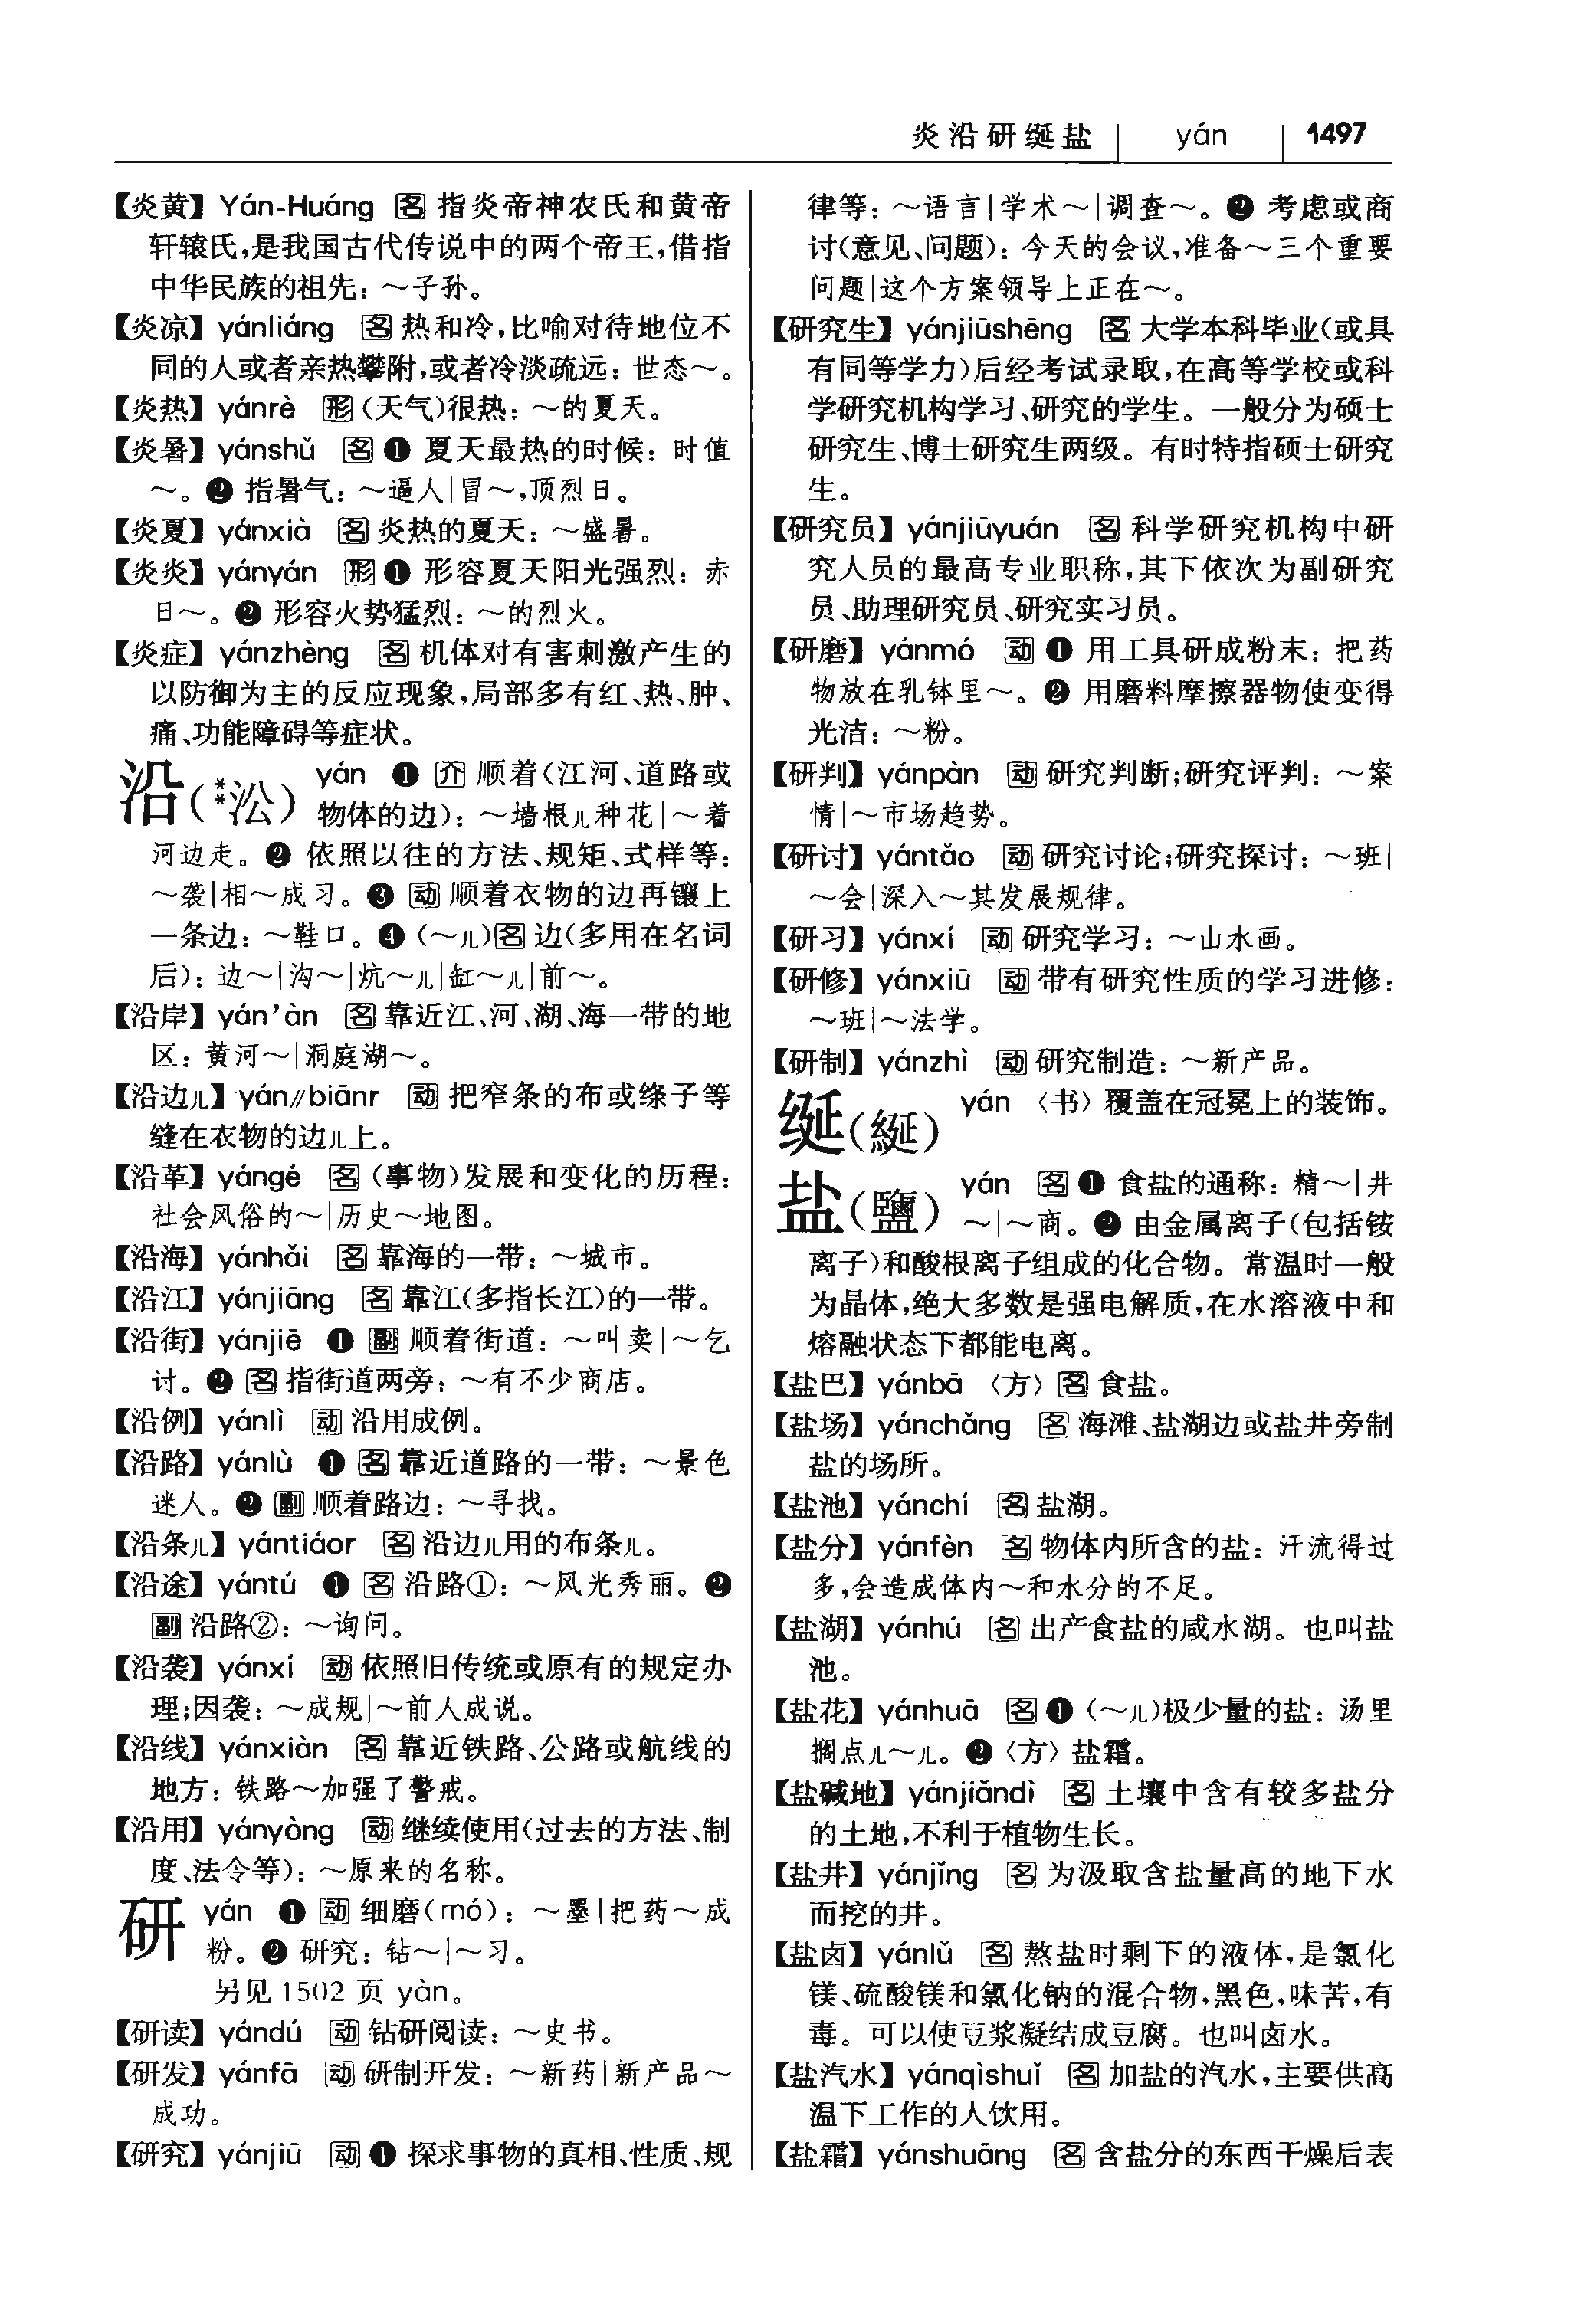 炎沿研綖盐 yán 1497
【炎黄】 Yán-Huáng 名 指炎帝神农氏和黄帝
轩辕氏,是我国古代传说中的两个帝王,借指
中华民族的祖先：～子孙。
【炎凉】 yánliáng 名 热和冷,比喻对待地位不
同的人或者亲热攀附,或者冷淡疏远：世态～。
【炎热】 yánrè 形 (天气)很热：～的夏天。
【炎暑】 yánshǔ 名 ❶ 夏天最热的时候：时值
～。❷ 指暑气：～逼人|冒～,顶烈日。
【炎夏】 yánxià 名 炎热的夏天：～盛暑。
【炎炎】 yányán 形 ❶ 形容夏天阳光强烈：赤
日～。❷ 形容火势猛烈：～的烈火。
【炎症】 yánzhèng 名 机体对有害刺激产生的
以防御为主的反应现象,局部多有红、热、肿、
痛、功能障碍等症状。
沿(**㳂) yán ❶ 介 顺着(江河、道路或
物体的边)：～墙根儿种花|～着
河边走。❷ 依照以往的方法、规矩、式样等：
～袭|相～成习。❸ 动 顺着衣物的边再镶上
一条边：～鞋口。❹ (～儿)名 边(多用在名词
后)：边～|沟～|炕～儿|缸～儿|前～。
【沿岸】 yán’àn 名 靠近江、河、湖、海一带的地
区：黄河～|洞庭湖～。
【沿边儿】 yán∥biānr 动 把窄条的布或绦子等
缝在衣物的边儿上。
【沿革】 yángé 名 (事物)发展和变化的历程：
社会风俗的～|历史～地图。
【沿海】 yánhǎi 名 靠海的一带：～城市。
【沿江】 yánjiāng 名 靠江(多指长江)的一带。
【沿街】 yánjiē ❶ 副 顺着街道：～叫卖|～乞
讨。❷ 名 指街道两旁：～有不少商店。
【沿例】 yánlì 动 沿用成例。
【沿路】 yánlù ❶ 名 靠近道路的一带：～景色
迷人。❷ 副 顺着路边：～寻找。
【沿条儿】 yántiáor 名 沿边儿用的布条儿。
【沿途】 yántú ❶ 名 沿路①：～风光秀丽。❷
副 沿路②：～询问。
【沿袭】 yánxí 动 依照旧传统或原有的规定办
理;因袭：～成规|～前人成说。
【沿线】 yánxiàn 名 靠近铁路、公路或航线的
地方：铁路～加强了警戒。
【沿用】 yányòng 动 继续使用(过去的方法、制
度、法令等)：～原来的名称。
研 yán ❶ 动 细磨(mó)：～墨|把药～成
粉。❷ 研究：钻～|～习。
另见 1502 页 yàn。
【研读】 yándú 动 钻研阅读：～史书。
【研发】 yánfā 动 研制开发：～新药|新产品～
成功。
【研究】 yánjiū 动 ❶ 探求事物的真相、性质、规
律等：～语言|学术～|调查～。❷ 考虑或商
讨(意见、问题)：今天的会议,准备～三个重要
问题|这个方案领导上正在～。
【研究生】 yánjiūshēng 名 大学本科毕业(或具
有同等学力)后经考试录取,在高等学校或科
学研究机构学习、研究的学生。一般分为硕士
研究生、博士研究生两级。有时特指硕士研究
生。
【研究员】 yánjiūyuán 名 科学研究机构中研
究人员的最高专业职称,其下依次为副研究
员、助理研究员、研究实习员。
【研磨】 yánmó 动 ❶ 用工具研成粉末：把药
物放在乳钵里～。❷ 用磨料摩擦器物使变得
光洁：～粉。
【研判】 yánpàn 动 研究判断;研究评判：～案
情|～市场趋势。
【研讨】 yántǎo 动 研究讨论;研究探讨：～班|
～会|深入～其发展规律。
【研习】 yánxí 动 研究学习：～山水画。
【研修】 yánxiū 动 带有研究性质的学习进修：
～班|～法学。
【研制】 yánzhì 动 研究制造：～新产品。
𫄧(綖) yán 〈书〉覆盖在冠冕上的装饰。
盐(鹽) yán 名 ❶ 食盐的通称：精～|井
～|～商。❷ 由金属离子(包括铵
离子)和酸根离子组成的化合物。常温时一般
为晶体,绝大多数是强电解质,在水溶液中和
熔融状态下都能电离。
【盐巴】 yánbā 〈方〉名 食盐。
【盐场】 yánchǎng 名 海滩、盐湖边或盐井旁制
盐的场所。
【盐池】 yánchí 名 盐湖。
【盐分】 yánfèn 名 物体内所含的盐：汗流得过
多,会造成体内～和水分的不足。
【盐湖】 yánhú 名 出产食盐的咸水湖。也叫盐
池。
【盐花】 yánhuā 名 ❶ (～儿)极少量的盐：汤里
搁点儿～儿。❷〈方〉盐霜。
【盐碱地】 yánjiǎndì 名 土壤中含有较多盐分
的土地,不利于植物生长。
【盐井】 yánjǐng 名 为汲取含盐量高的地下水
而挖的井。
【盐卤】 yánlǔ 名 熬盐时剩下的液体,是氯化
镁、硫酸镁和氯化钠的混合物,黑色,味苦,有
毒。可以使豆浆凝结成豆腐。也叫卤水。
【盐汽水】 yánqìshuǐ 名 加盐的汽水,主要供高
温下工作的人饮用。
【盐霜】 yánshuāng 名 含盐分的东西干燥后表